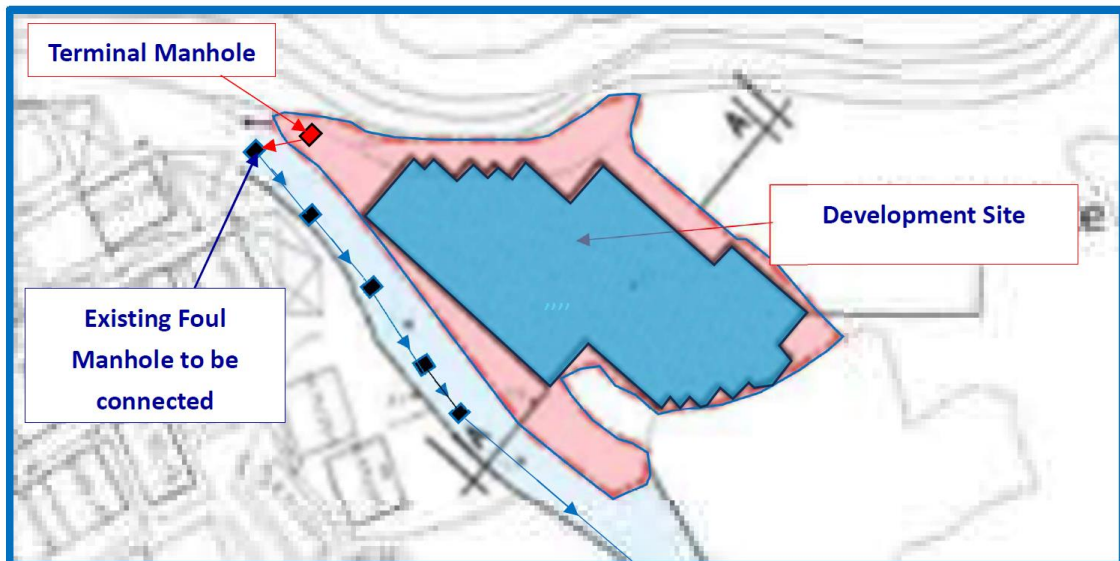 Terminal Manhole
A
Development Site
Existing Foul
Manhole to be
connected
A